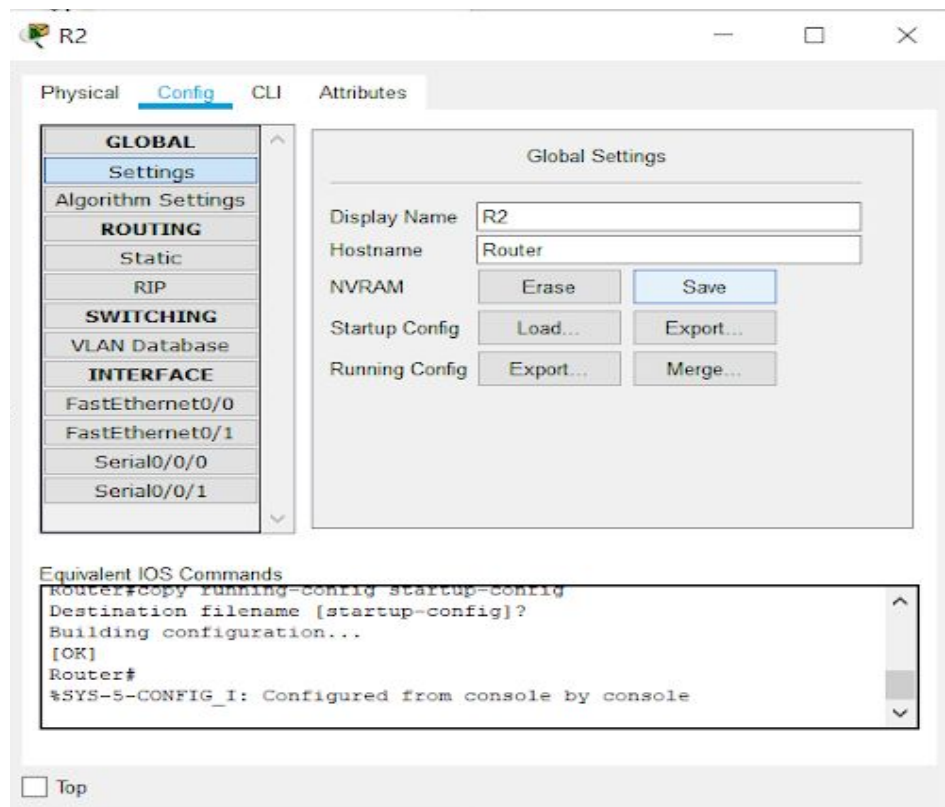 R2
Physical Config CLI Attributes
GLOBAL
Settings
Algorithm Settings
ROUTING
Static
RIP
SWITCHING
VLAN Database
INTERFACE
FastEthernet0/0
FastEthernet0/1
Serial0/0/0
Serial0/0/1
Global Settings
Display Name R2
Hostname Router
NVRAM Erase Save
Startup Config Load... Export...
Running Config Export... Merge...
Equivalent IOS Commands
Router#copy running-config startup-config
Destination filename [startup-config]?
Building configuration...
[OK]
Router#
%SYS-5-CONFIG_I: Configured from console by console
Top